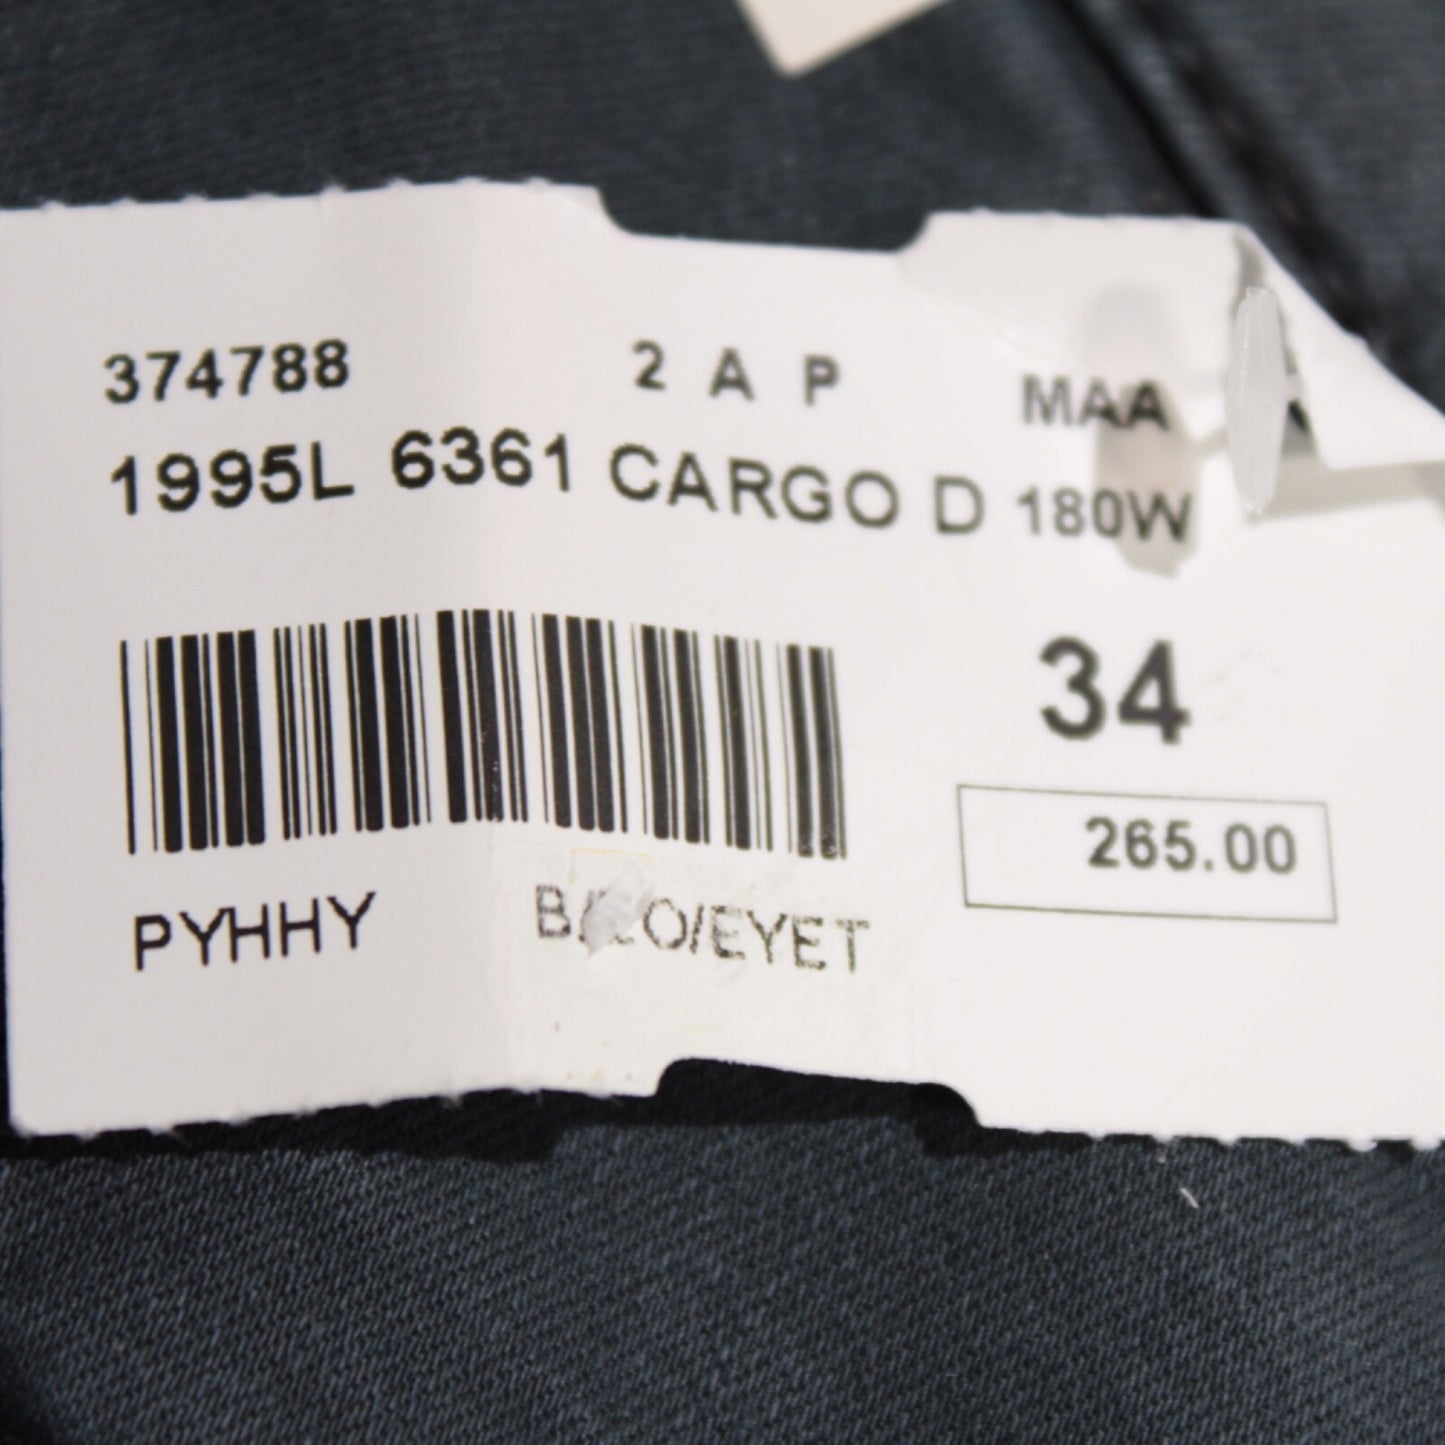 374788 2 A P MAA
1995L 6361 CARGO D 180W
34
265.00
PYHHY